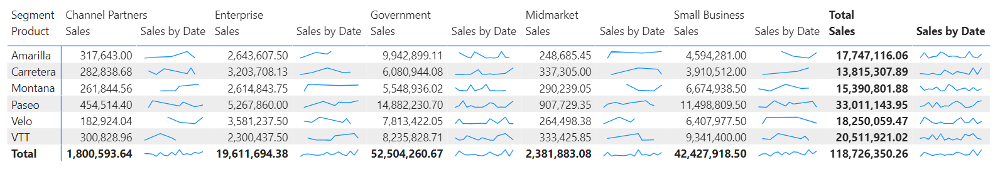 Segment Channel Partners Enterprise Government Midmarket Small Business Total
Product Sales Sales by Date Sales Sales by Date Sales Sales by Date Sales Sales by Date Sales Sales by Date Sales Sales by Date
Amarilla 317,643.00 2,643,607.50 9,942,899.11 248,685.45 4,594,281.00 17,747,116.06
Carretera 282,838.68 3,203,708.13 6,080,944.08 337,305.00 3,910,512.00 13,815,307.89
Montana 261,844.56 2,614,843.75 5,548,936.02 290,239.05 6,674,938.50 15,390,801.88
Paseo 454,514.40 5,267,860.00 14,882,230.70 907,729.35 11,498,809.50 33,011,143.95
Velo 182,924.04 3,581,237.50 7,813,422.05 264,498.38 6,407,977.50 18,250,059.47
VTT 300,828.96 2,300,437.50 8,235,828.71 333,425.85 9,341,400.00 20,511,921.02
Total 1,800,593.64 19,611,694.38 52,504,260.67 2,381,883.08 42,427,918.50 118,726,350.26